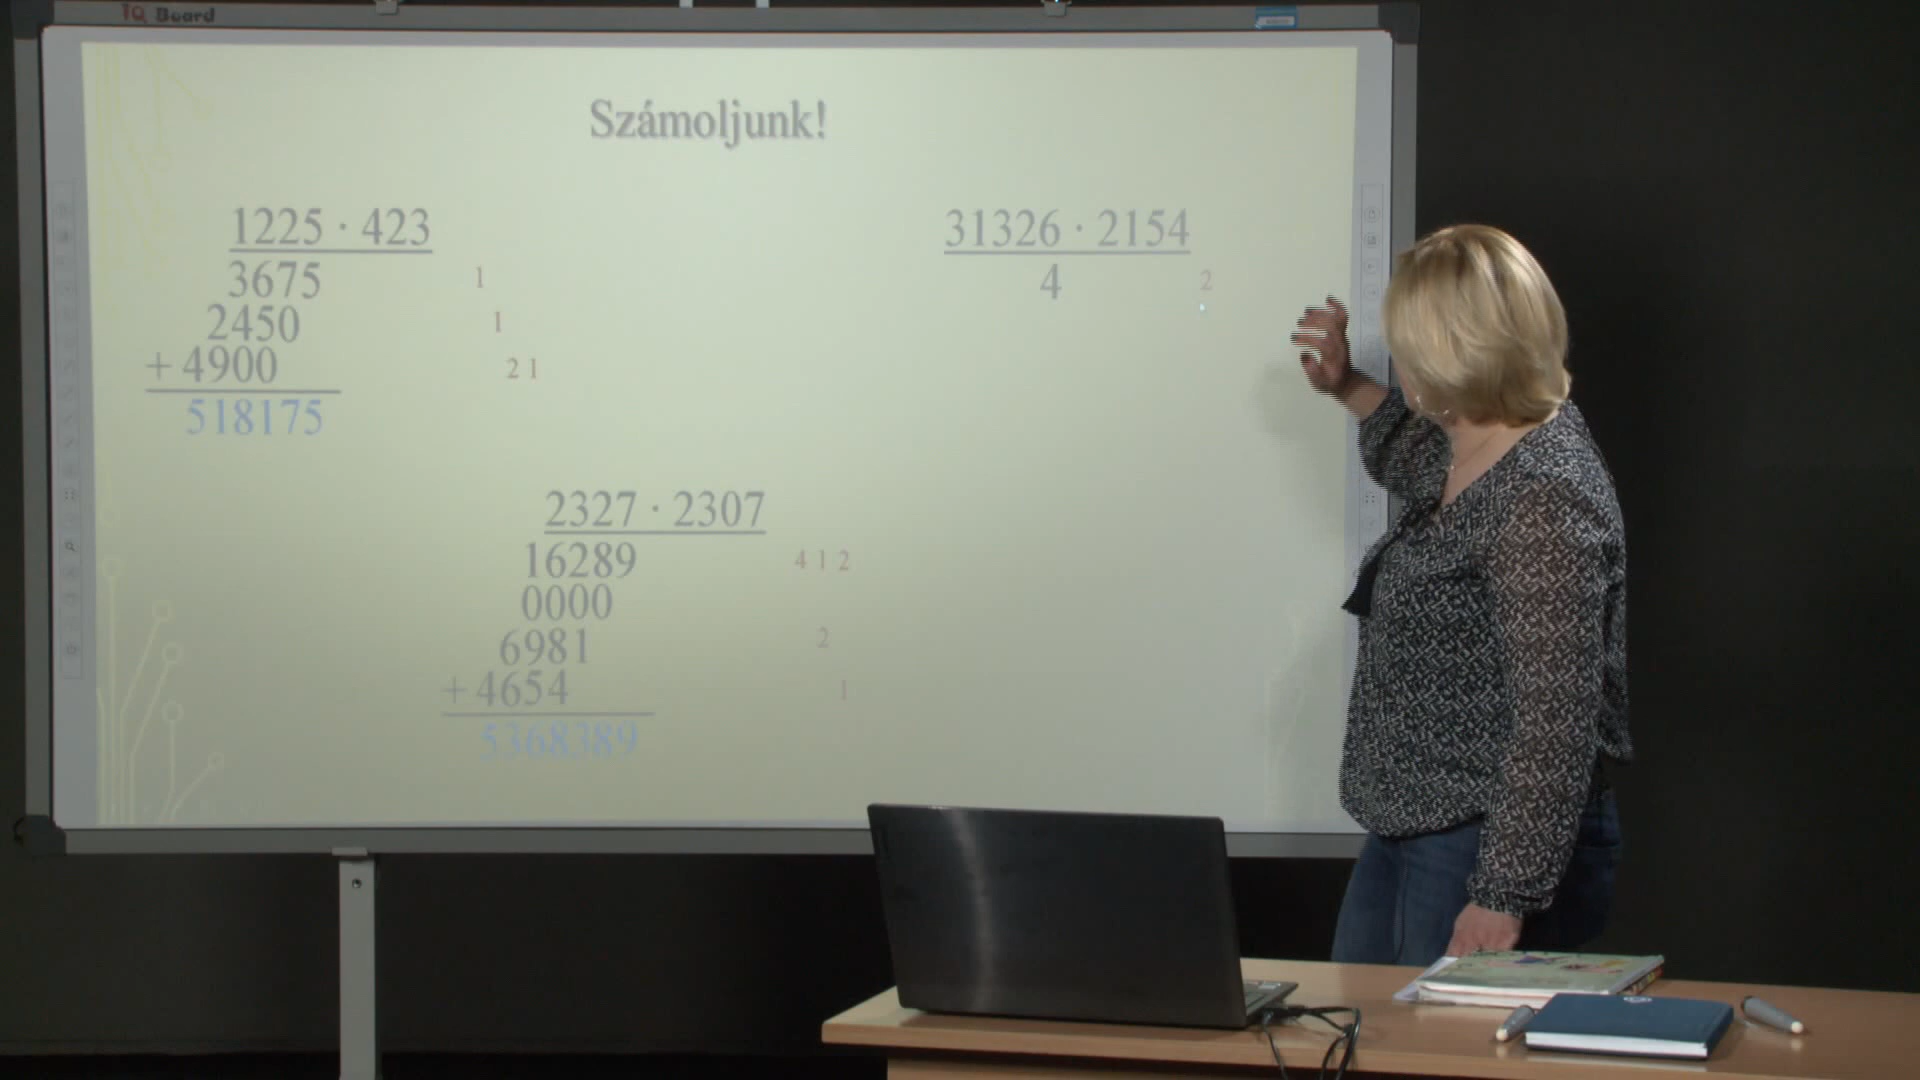 IQ Board
Számoljunk!
1225 · 423
3675 1
2450 1
+ 4900 2 1
518175
31326 · 2154
4 2
2327 · 2307
16289 4 1 2
0000
6981 2
+ 4654 1
5368389